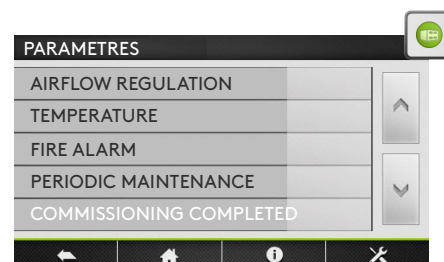 PARAMETRES
AIRFLOW REGULATION
TEMPERATURE
FIRE ALARM
PERIODIC MAINTENANCE
COMMISSIONING COMPLETED